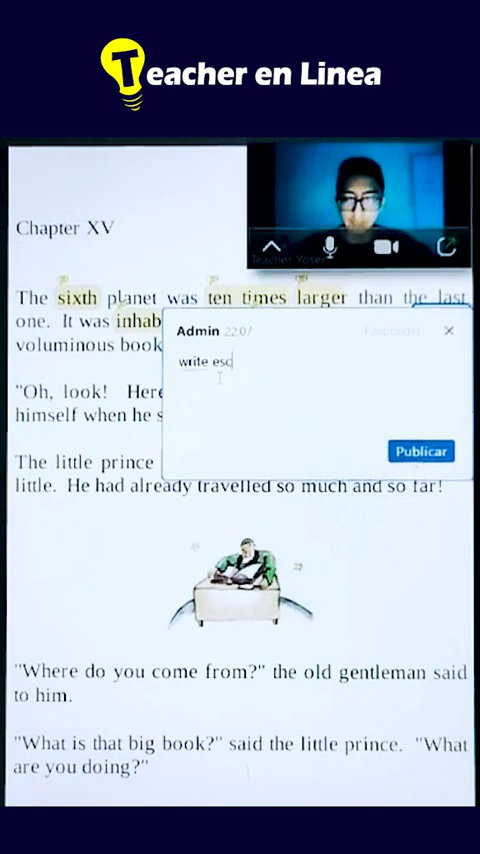 Teacher en Linea
Teacher Yoser
Chapter XV
The sixth planet was ten times larger than the last
one. It was inhab
voluminous book
Admin 22:07
Responder
write esc
Publicar
"Oh, look! Here
himself when he s
The little prince
little. He had already travelled so much and so far!
"Where do you come from?" the old gentleman said
to him.
"What is that big book?" said the little prince. "What
are you doing?"